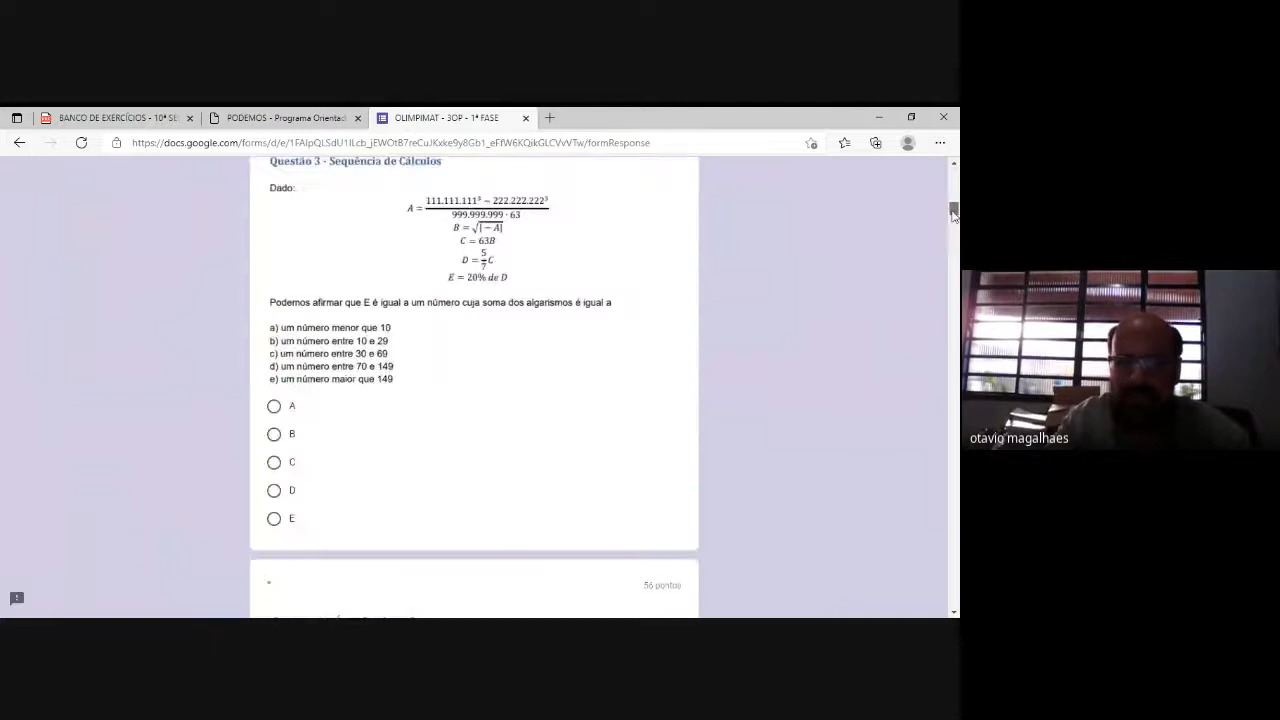 BANCO DE EXERCÍCIOS - 10ª SE
PODEMOS - Programa Orientad
OLIMPIMAT - 3OP - 1ª FASE
https://docs.google.com/forms/d/e/1FAIpQLSdU1ILcb_jEWOtB7reCuJKxke9y8Gb1_eFfW6KQikGLCVvVTw/formResponse
Questão 3 - Sequência de Cálculos
Dado:
A = (111.111.111³ − 222.222.222³) / (999.999.999 · 63)
B = √|−A|
C = 63B
D = 5/7 C
E = 20% de D
Podemos afirmar que E é igual a um número cuja soma dos algarismos é igual a
a) um número menor que 10
b) um número entre 10 e 29
c) um número entre 30 e 69
d) um número entre 70 e 149
e) um número maior que 149
A
B
C
D
E
56 pontos
otavio magalhaes